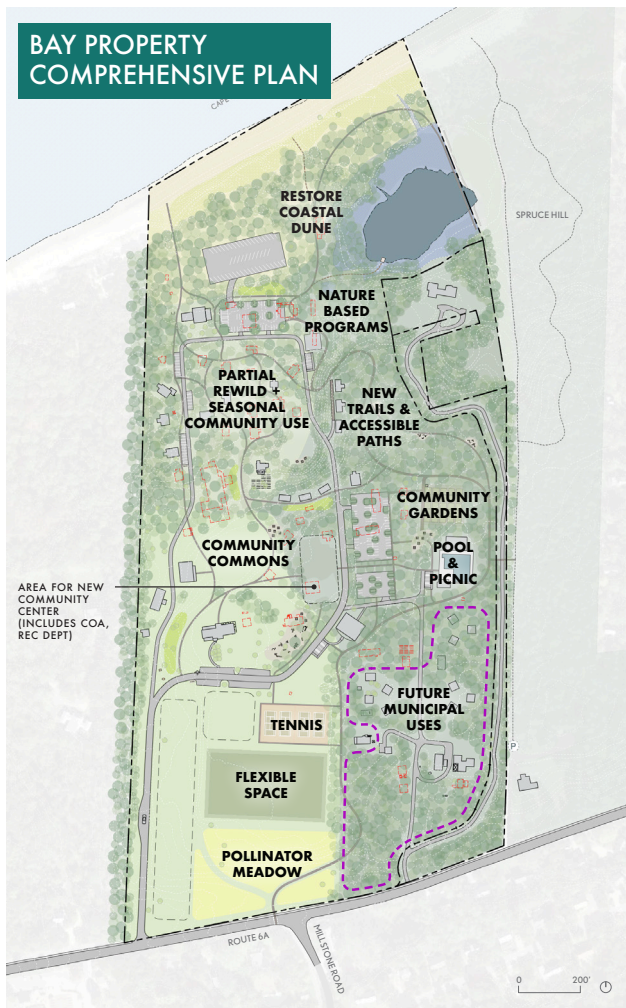 BAY PROPERTY
COMPREHENSIVE PLAN
CAPE
RESTORE
COASTAL
DUNE
SPRUCE HILL
NATURE
BASED
PROGRAMS
PARTIAL
REWILD +
SEASONAL
COMMUNITY USE
NEW
TRAILS &
ACCESSIBLE
PATHS
COMMUNITY
GARDENS
COMMUNITY
COMMONS
POOL
&
PICNIC
AREA FOR NEW
COMMUNITY
CENTER
(INCLUDES COA,
REC DEPT)
FUTURE
MUNICIPAL
USES
TENNIS
P
FLEXIBLE
SPACE
POLLINATOR
MEADOW
ROUTE 6A
MILLSTONE ROAD
0 200'